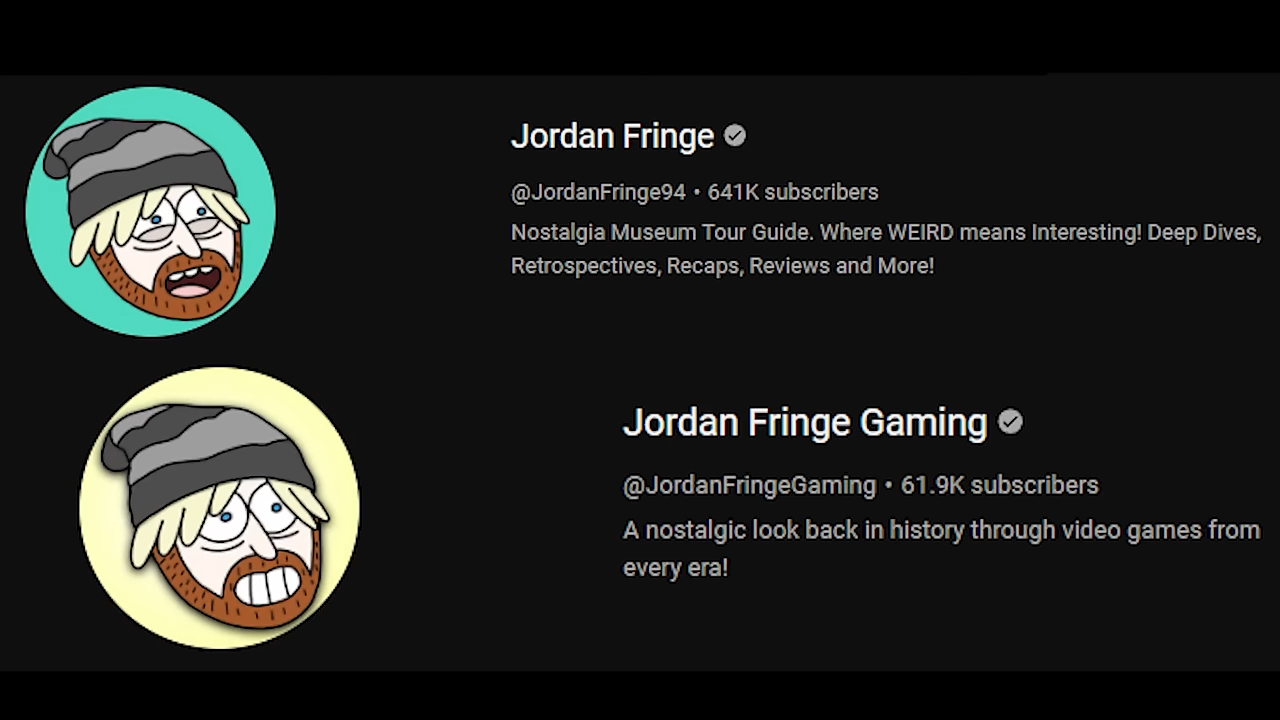 Jordan Fringe
@JordanFringe94 • 641K subscribers
Nostalgia Museum Tour Guide. Where WEIRD means Interesting! Deep Dives,
Retrospectives, Recaps, Reviews and More!
Jordan Fringe Gaming
@JordanFringeGaming • 61.9K subscribers
A nostalgic look back in history through video games from
every era!